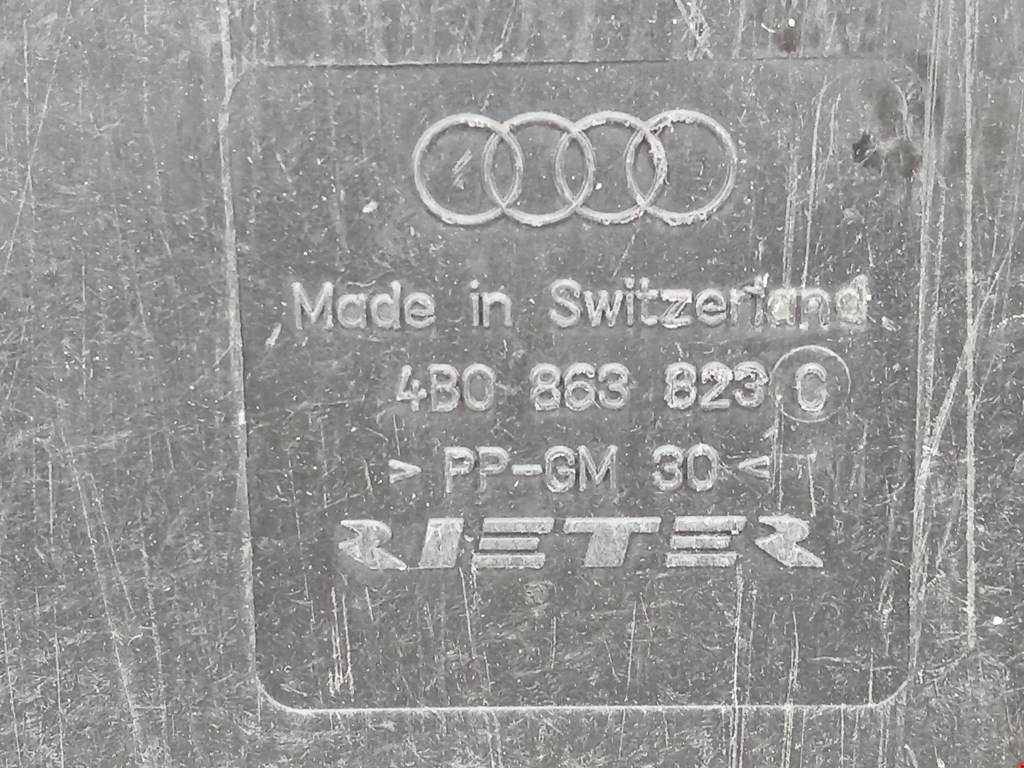 Made in Switzerland
4B0 863 823 C
> PP-GM 30 <
RIETER